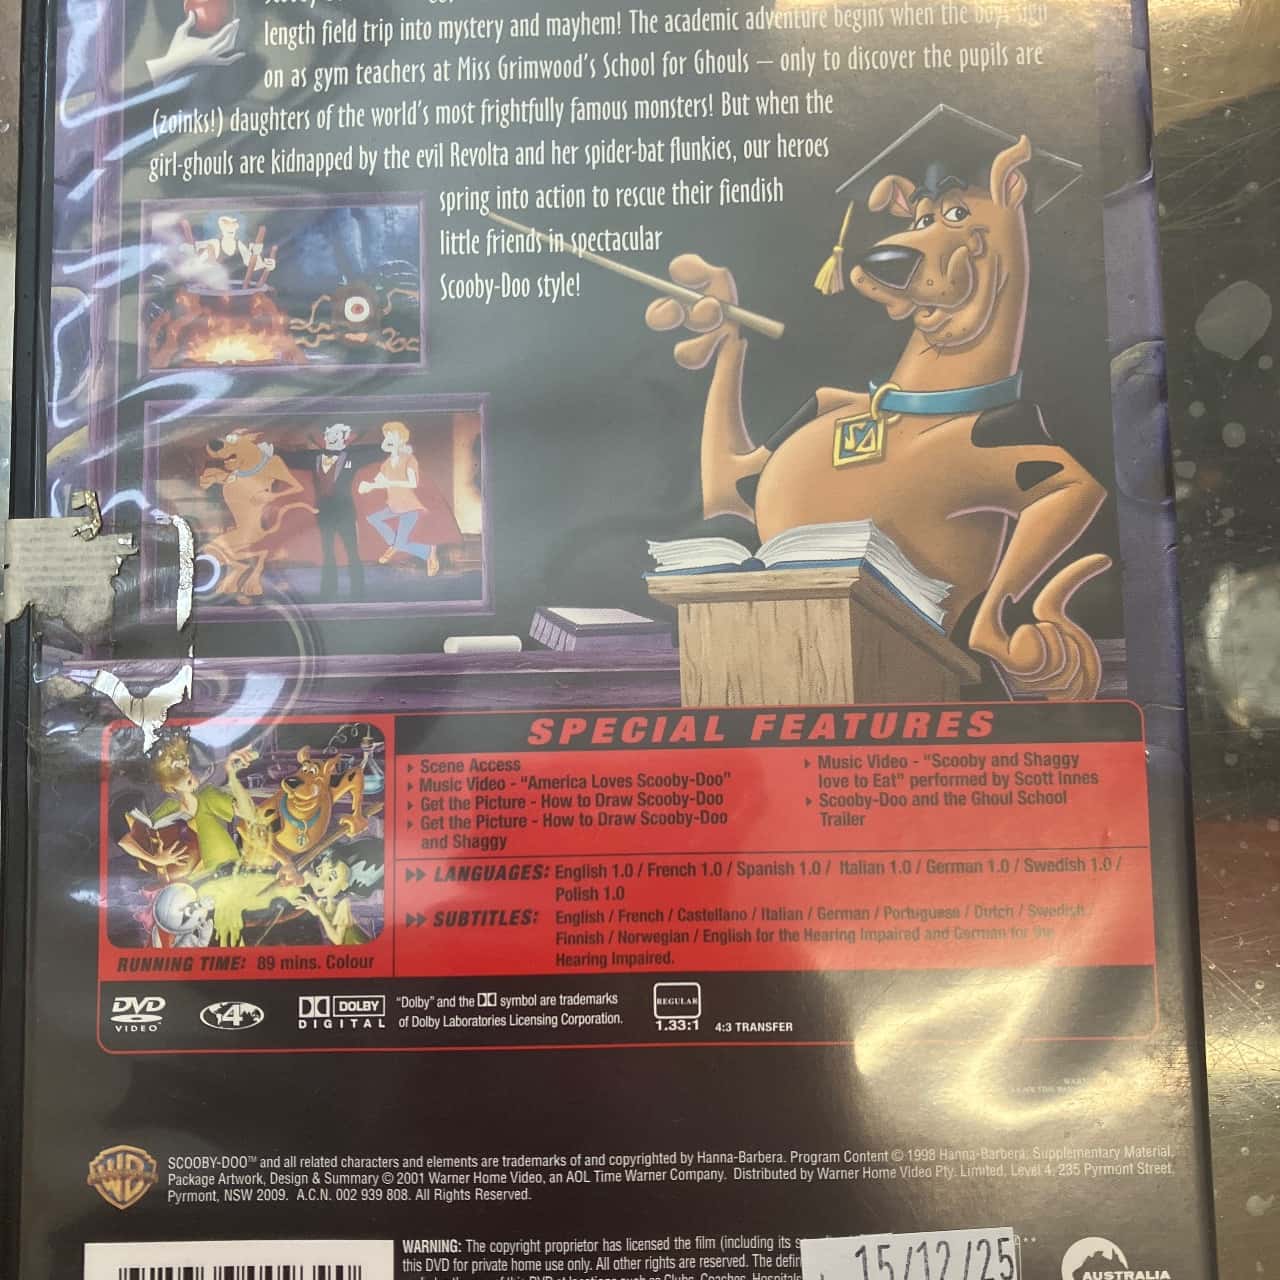 length field trip into mystery and mayhem! The academic adventure begins when the boys sign
on as gym teachers at Miss Grimwood's School for Ghouls — only to discover the pupils are
(zoinks!) daughters of the world's most frightfully famous monsters! But when the
girl-ghouls are kidnapped by the evil Revolta and her spider-bat flunkies, our heroes
spring into action to rescue their fiendish
little friends in spectacular
Scooby-Doo style!
SD
SPECIAL FEATURES
Scene Access
Music Video - "America Loves Scooby-Doo"
Get the Picture - How to Draw Scooby-Doo
Get the Picture - How to Draw Scooby-Doo
and Shaggy
Music Video - "Scooby and Shaggy
love to Eat" performed by Scott Innes
Scooby-Doo and the Ghoul School
Trailer
LANGUAGES: English 1.0 / French 1.0 / Spanish 1.0 / Italian 1.0 / German 1.0 / Swedish 1.0 /
Polish 1.0
SUBTITLES: English / French / Castellano / Italian / German / Portuguese / Dutch / Swedish
Finnish / Norwegian / English for the Hearing Impaired and German for the
Hearing Impaired.
RUNNING TIME: 89 mins. Colour
DVD
VIDEO
4
DOLBY
DIGITAL
"Dolby" and the DD symbol are trademarks
of Dolby Laboratories Licensing Corporation.
REGULAR
1.33:1
4:3 TRANSFER
SCOOBY-DOO™ and all related characters and elements are trademarks of and copyrighted by Hanna-Barbera. Program Content © 1998 Hanna-Barbera. Supplementary Material,
Package Artwork, Design & Summary © 2001 Warner Home Video, an AOL Time Warner Company. Distributed by Warner Home Video Pty. Limited, Level 4, 235 Pyrmont Street,
Pyrmont, NSW 2009. A.C.N. 002 939 808. All Rights Reserved.
WARNING: The copyright proprietor has licensed the film (including its
this DVD for private home use only. All other rights are reserved. The
15/12/25
AUSTRALIA